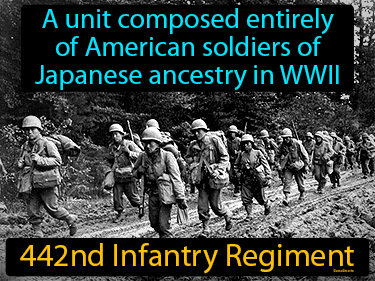 A unit composed entirely
of American soldiers of
Japanese ancestry in WWII
442nd Infantry Regiment